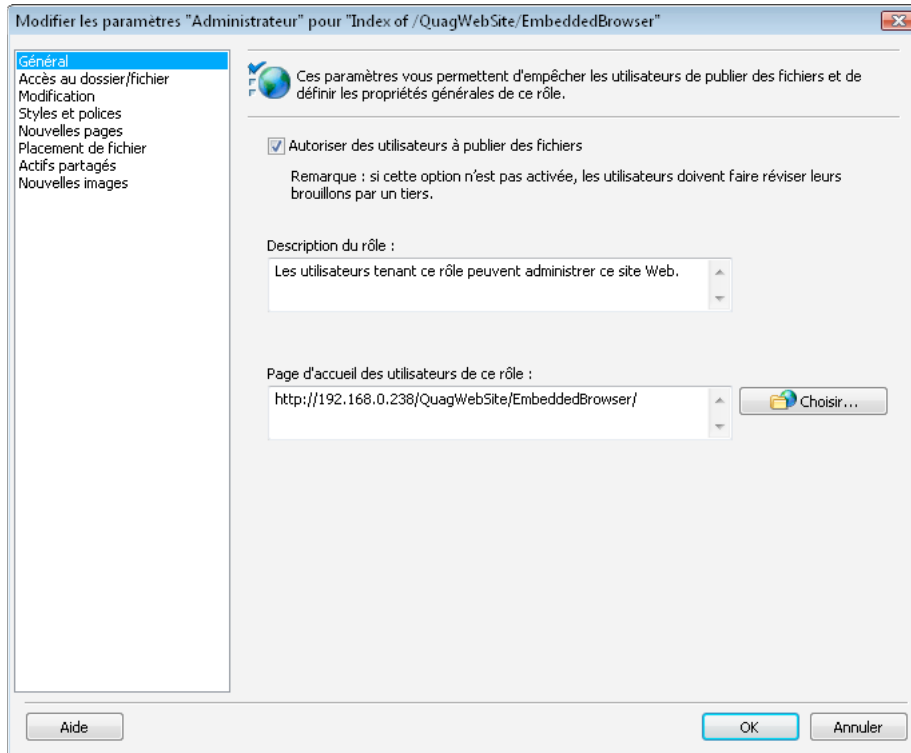 Modifier les paramètres "Administrateur" pour "Index of /QuagWebSite/EmbeddedBrowser"
Général
Accès au dossier/fichier
Modification
Styles et polices
Nouvelles pages
Placement de fichier
Actifs partagés
Nouvelles images
Ces paramètres vous permettent d'empêcher les utilisateurs de publier des fichiers et de
définir les propriétés générales de ce rôle.
Autoriser des utilisateurs à publier des fichiers
Remarque : si cette option n’est pas activée, les utilisateurs doivent faire réviser leurs
brouillons par un tiers.
Description du rôle :
Les utilisateurs tenant ce rôle peuvent administrer ce site Web.
Page d'accueil des utilisateurs de ce rôle :
http://192.168.0.238/QuagWebSite/EmbeddedBrowser/
Choisir...
Aide
OK
Annuler